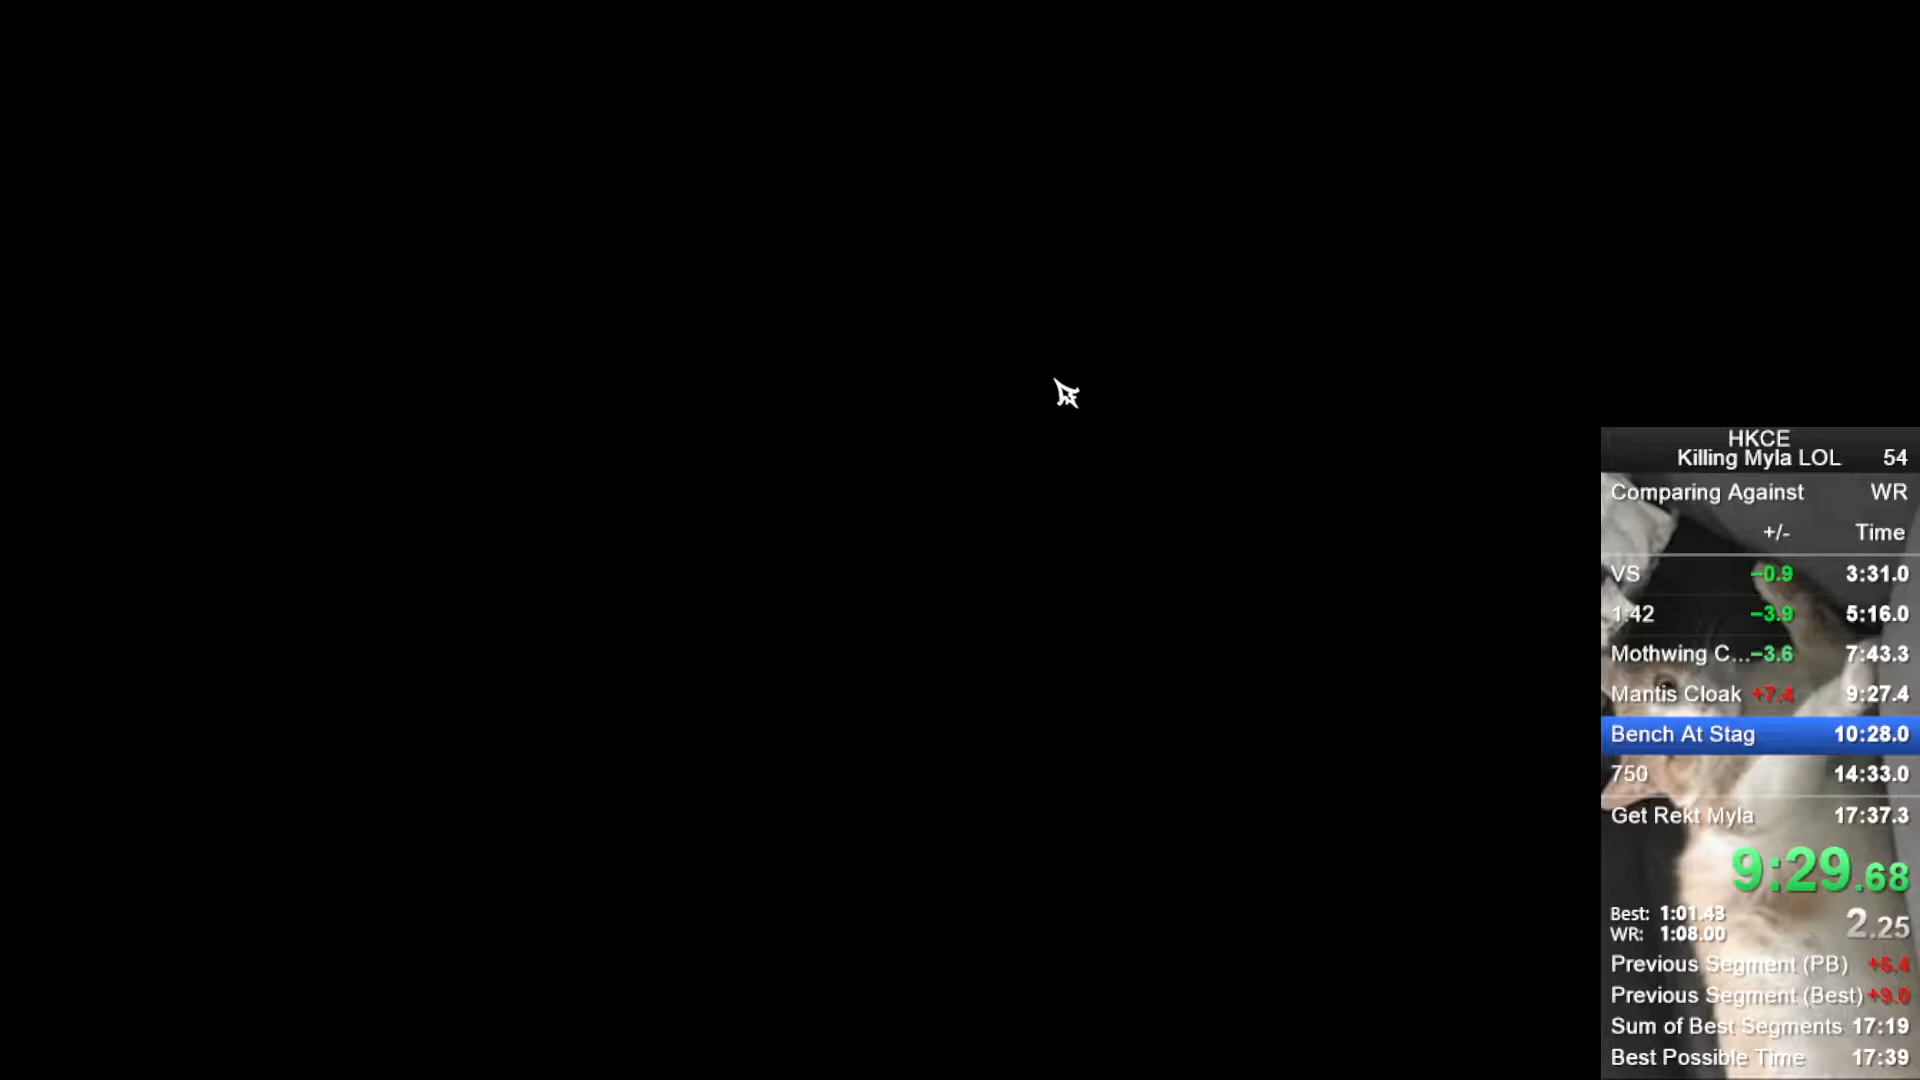 HKCE
Killing Myla LOL 54
Comparing Against WR
+/- Time
VS −0.9 3:31.0
1:42 −3.9 5:16.0
Mothwing C... −3.6 7:43.3
Mantis Cloak +7.4 9:27.4
Bench At Stag 10:28.0
750 14:33.0
Get Rekt Myla 17:37.3
9:29.68
Best: 1:01.43 2.25
WR: 1:08.00
Previous Segment (PB) +6.4
Previous Segment (Best) +9.0
Sum of Best Segments 17:19
Best Possible Time 17:39